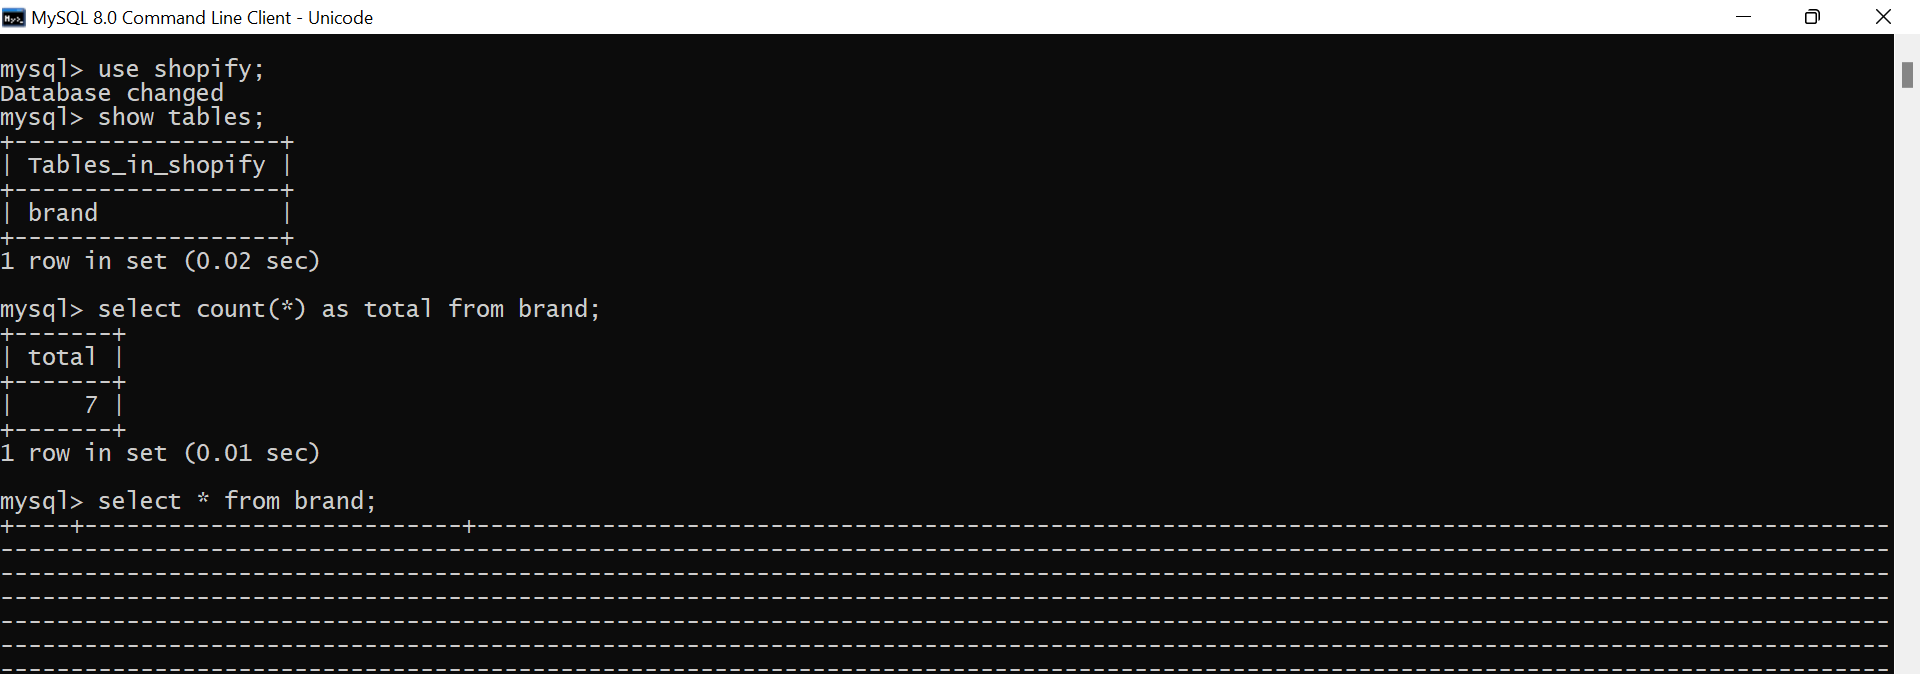 MySQL 8.0 Command Line Client - Unicode
mysql> use shopify;
Database changed
mysql> show tables;
+-------------------+
| Tables_in_shopify |
+-------------------+
| brand             |
+-------------------+
1 row in set (0.02 sec)
mysql> select count(*) as total from brand;
+-------+
| total |
+-------+
|     7 |
+-------+
1 row in set (0.01 sec)
mysql> select * from brand;
+----+---------------------------+-----------------------------------------------------------------------------------------------------
---------------------------------------------------------------------------------------------------------------------------------------
---------------------------------------------------------------------------------------------------------------------------------------
---------------------------------------------------------------------------------------------------------------------------------------
---------------------------------------------------------------------------------------------------------------------------------------
---------------------------------------------------------------------------------------------------------------------------------------
---------------------------------------------------------------------------------------------------------------------------------------